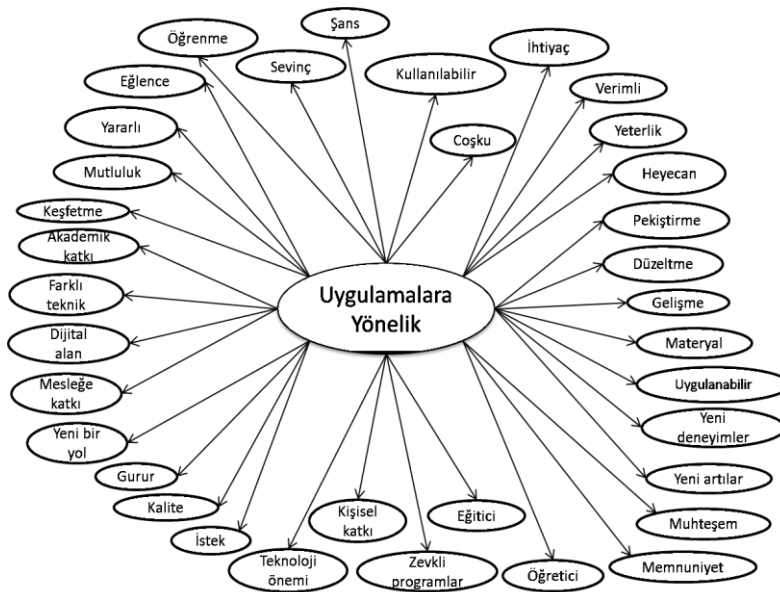 Şans
Öğrenme
Sevinç
İhtiyaç
Kullanılabilir
Eğlence
Verimli
Yararlı
Yeterlik
Coşku
Mutluluk
Heyecan
Keşfetme
Pekiştirme
Akademik
katkı
Düzeltme
Farklı
teknik
Gelişme
Uygulamalara
Yönelik
Dijital
alan
Materyal
Mesleğe
katkı
Uygulanabilir
Yeni
deneyimler
Yeni bir
yol
Gurur
Yeni artılar
Kalite
Kişisel
katkı
Eğitici
Muhteşem
İstek
Teknoloji
önemi
Zevkli
programlar
Öğretici
Memnuniyet